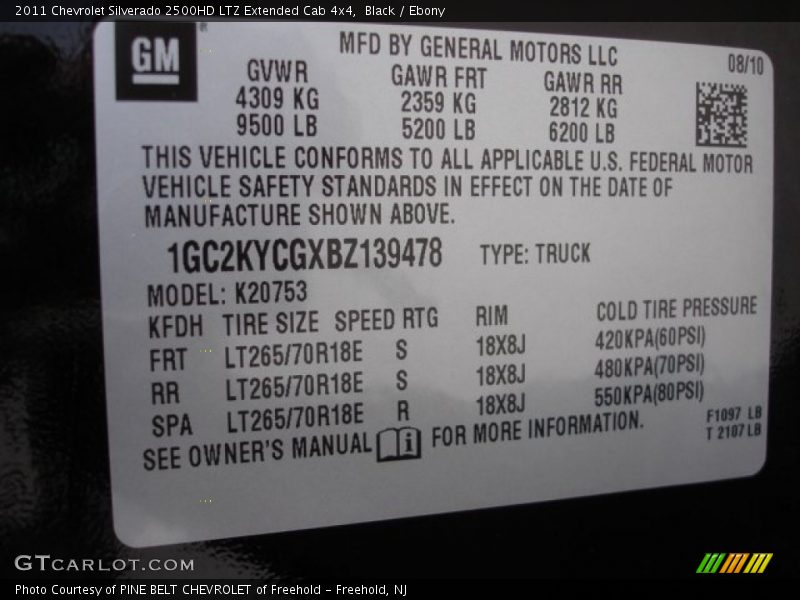 2011 Chevrolet Silverado 2500HD LTZ Extended Cab 4x4, Black / Ebony
GM
MFD BY GENERAL MOTORS LLC
08/10
GVWR GAWR FRT GAWR RR
4309 KG 2359 KG 2812 KG
9500 LB 5200 LB 6200 LB
THIS VEHICLE CONFORMS TO ALL APPLICABLE U.S. FEDERAL MOTOR
VEHICLE SAFETY STANDARDS IN EFFECT ON THE DATE OF
MANUFACTURE SHOWN ABOVE.
1GC2KYCGXBZ139478 TYPE: TRUCK
MODEL: K20753
KFDH TIRE SIZE SPEED RTG RIM COLD TIRE PRESSURE
FRT LT265/70R18E S 18X8J 420KPA(60PSI)
RR LT265/70R18E S 18X8J 480KPA(70PSI)
SPA LT265/70R18E R 18X8J 550KPA(80PSI)
SEE OWNER'S MANUAL i FOR MORE INFORMATION.
F1097 LB
T 2107 LB
GTCARLOT.COM
Photo Courtesy of PINE BELT CHEVROLET of Freehold - Freehold, NJ